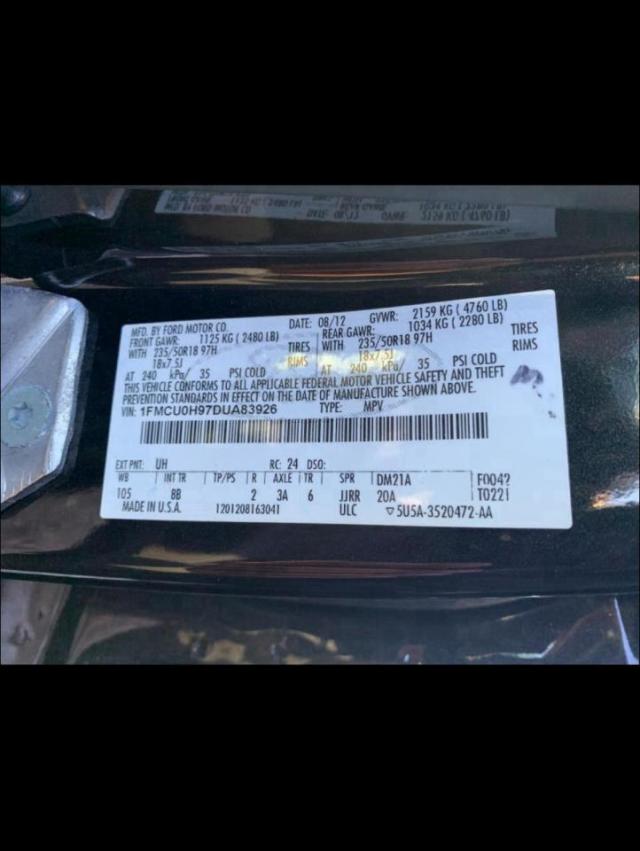 MFD. BY FORD MOTOR CO.
DATE: 08/12 GVWR: 2159 KG ( 4760 LB)
FRONT GAWR: 1125 KG ( 2480 LB)
REAR GAWR: 1034 KG ( 2280 LB)
WITH 235/50R18 97H TIRES
WITH 235/50R18 97H TIRES
18x7.5J RIMS
18x7.5J RIMS
AT 240 kPa/ 35 PSI COLD
AT 240 kPa/ 35 PSI COLD
THIS VEHICLE CONFORMS TO ALL APPLICABLE FEDERAL MOTOR VEHICLE SAFETY AND THEFT
PREVENTION STANDARDS IN EFFECT ON THE DATE OF MANUFACTURE SHOWN ABOVE.
VIN: 1FMCU0H97DUA83926 TYPE: MPV
EXT PNT: UH RC: 24 DSO:
WB INT TR TP/PS R AXLE TR SPR DM21A F0042
105 8B 2 3A 6 JJRR 20A T0221
MADE IN U.S.A. 1201208163041 ULC ▽5U5A-3520472-AA